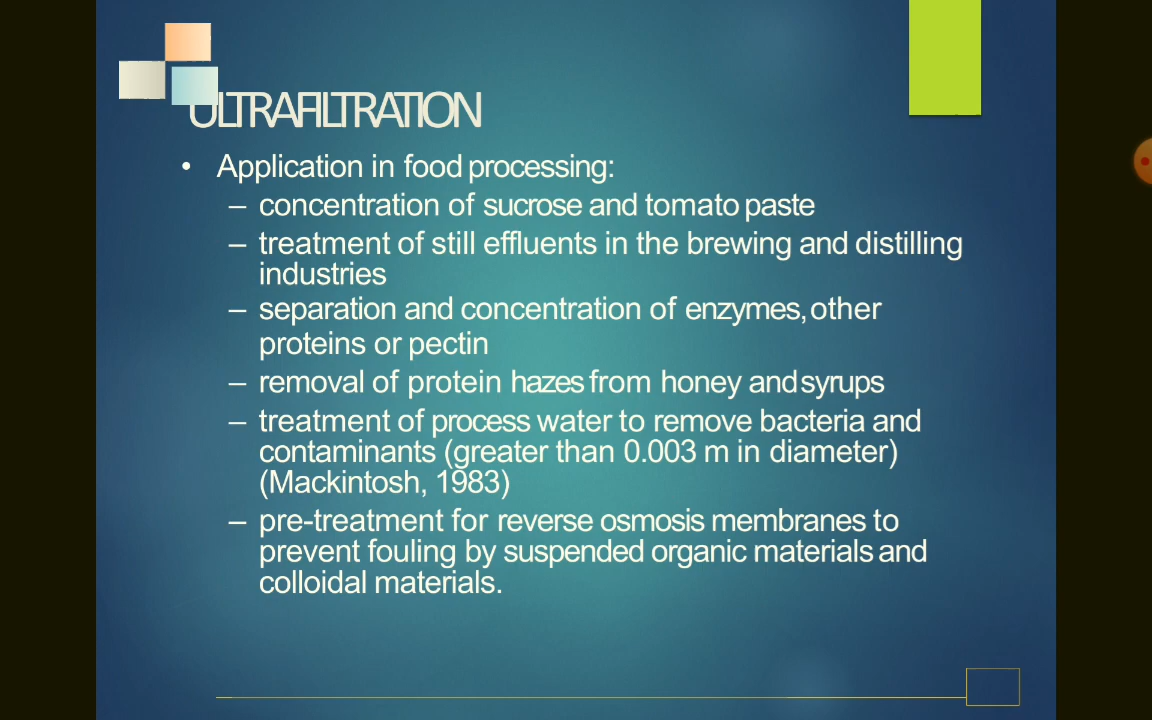 ULTRAFILTRATION
• Application in food processing:
– concentration of sucrose and tomato paste
– treatment of still effluents in the brewing and distilling
industries
– separation and concentration of enzymes, other
proteins or pectin
– removal of protein hazes from honey and syrups
– treatment of process water to remove bacteria and
contaminants (greater than 0.003 m in diameter)
(Mackintosh, 1983)
– pre-treatment for reverse osmosis membranes to
prevent fouling by suspended organic materials and
colloidal materials.